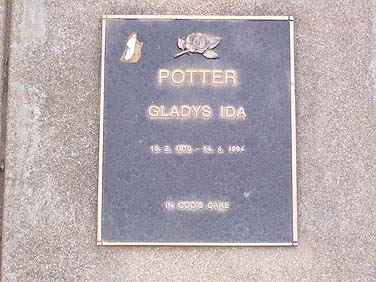 POTTER
GLADYS IDA
15. 2. 1910 - 14. 4. 1994
IN GOD'S CARE